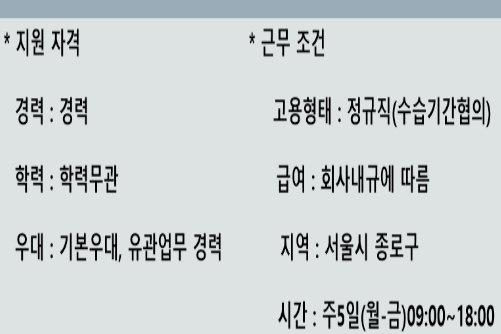 * 지원 자격
경력 : 경력
학력 : 학력무관
우대 : 기본우대, 유관업무 경력
* 근무 조건
고용형태 : 정규직(수습기간협의)
급여 : 회사내규에 따름
지역 : 서울시 종로구
시간 : 주5일(월-금)09:00~18:00